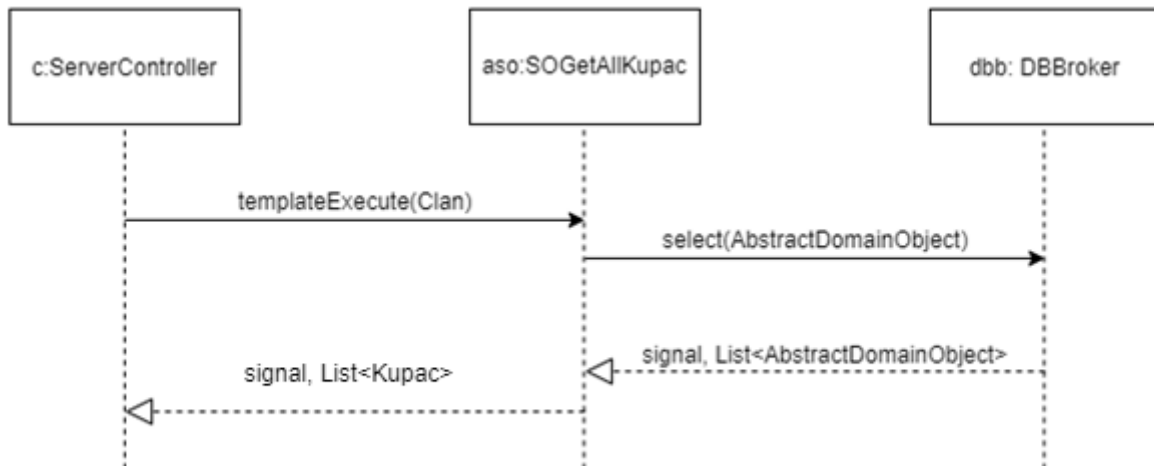 c:ServerController
aso:SOGetAllKupac
dbb: DBBroker
templateExecute(Clan)
select(AbstractDomainObject)
signal, List<AbstractDomainObject>
signal, List<Kupac>